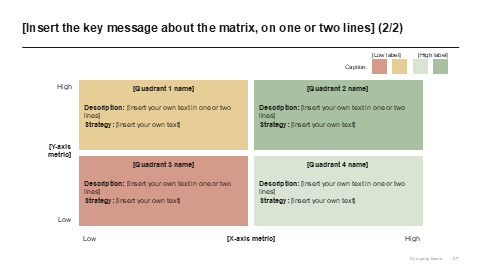 [Insert the key message about the matrix, on one or two lines] (2/2)
[Low label] [High label]
Caption:
High
[Quadrant 1 name]
Description: [Insert your own text in one or two
lines]
Strategy: [Insert your own text]
[Quadrant 2 name]
Description: [Insert your own text in one or two
lines]
Strategy: [Insert your own text]
[Y-axis
metric]
[Quadrant 3 name]
Description: [Insert your own text in one or two
lines]
Strategy: [Insert your own text]
[Quadrant 4 name]
Description: [Insert your own text in one or two
lines]
Strategy: [Insert your own text]
Low
Low [X-axis metric] High
Company Name 27